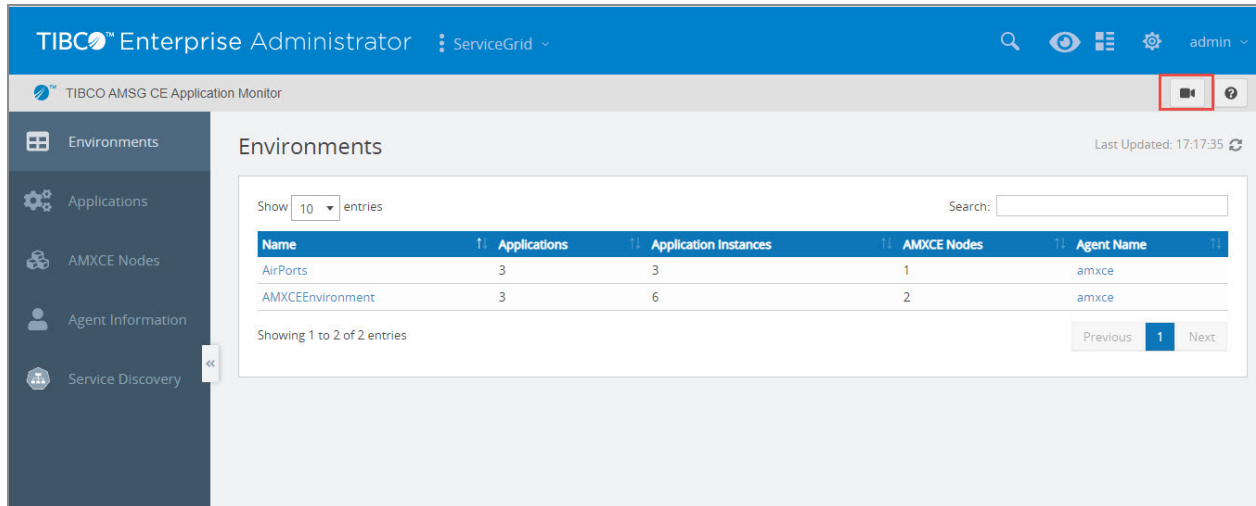 TIBCO™ Enterprise Administrator ServiceGrid admin
TIBCO AMSG CE Application Monitor
Environments
Applications
AMXCE Nodes
Agent Information
Service Discovery
Environments
Last Updated: 17:17:35
Show 10 entries
Search:
Name Applications Application Instances AMXCE Nodes Agent Name
AirPorts 3 3 1 amxce
AMXCEEnvironment 3 6 2 amxce
Showing 1 to 2 of 2 entries
Previous 1 Next